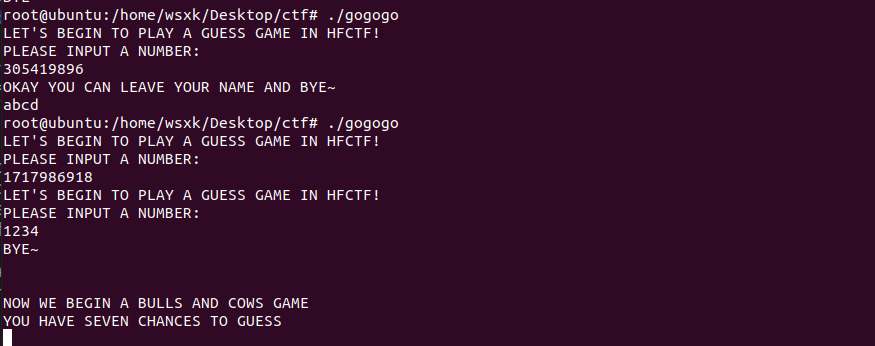 root@ubuntu:/home/wsxk/Desktop/ctf# ./gogogo
LET'S BEGIN TO PLAY A GUESS GAME IN HFCTF!
PLEASE INPUT A NUMBER:
305419896
OKAY YOU CAN LEAVE YOUR NAME AND BYE~
abcd
root@ubuntu:/home/wsxk/Desktop/ctf# ./gogogo
LET'S BEGIN TO PLAY A GUESS GAME IN HFCTF!
PLEASE INPUT A NUMBER:
1717986918
LET'S BEGIN TO PLAY A GUESS GAME IN HFCTF!
PLEASE INPUT A NUMBER:
1234
BYE~
NOW WE BEGIN A BULLS AND COWS GAME
YOU HAVE SEVEN CHANCES TO GUESS